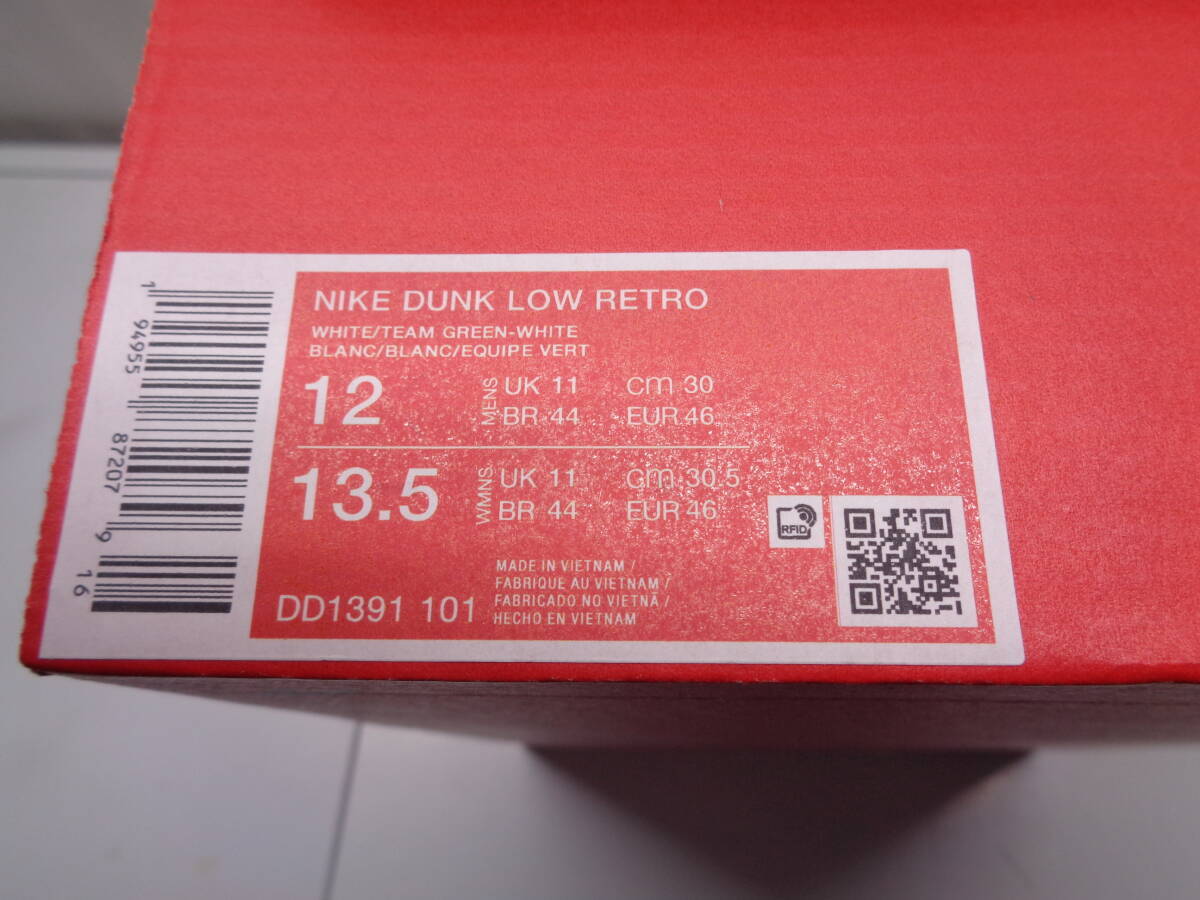 NIKE DUNK LOW RETRO
WHITE/TEAM GREEN-WHITE
BLANC/BLANC/EQUIPE VERT
12 MENS UK 11 cm 30
BR 44 EUR 46
13.5 WMNS UK 11 cm 30.5
BR 44 EUR 46
RFID
MADE IN VIETNAM /
FABRIQUE AU VIETNAM /
FABRICADO NO VIETNÃ /
HECHO EN VIETNAM
DD1391 101
1 94955 87207 9 16